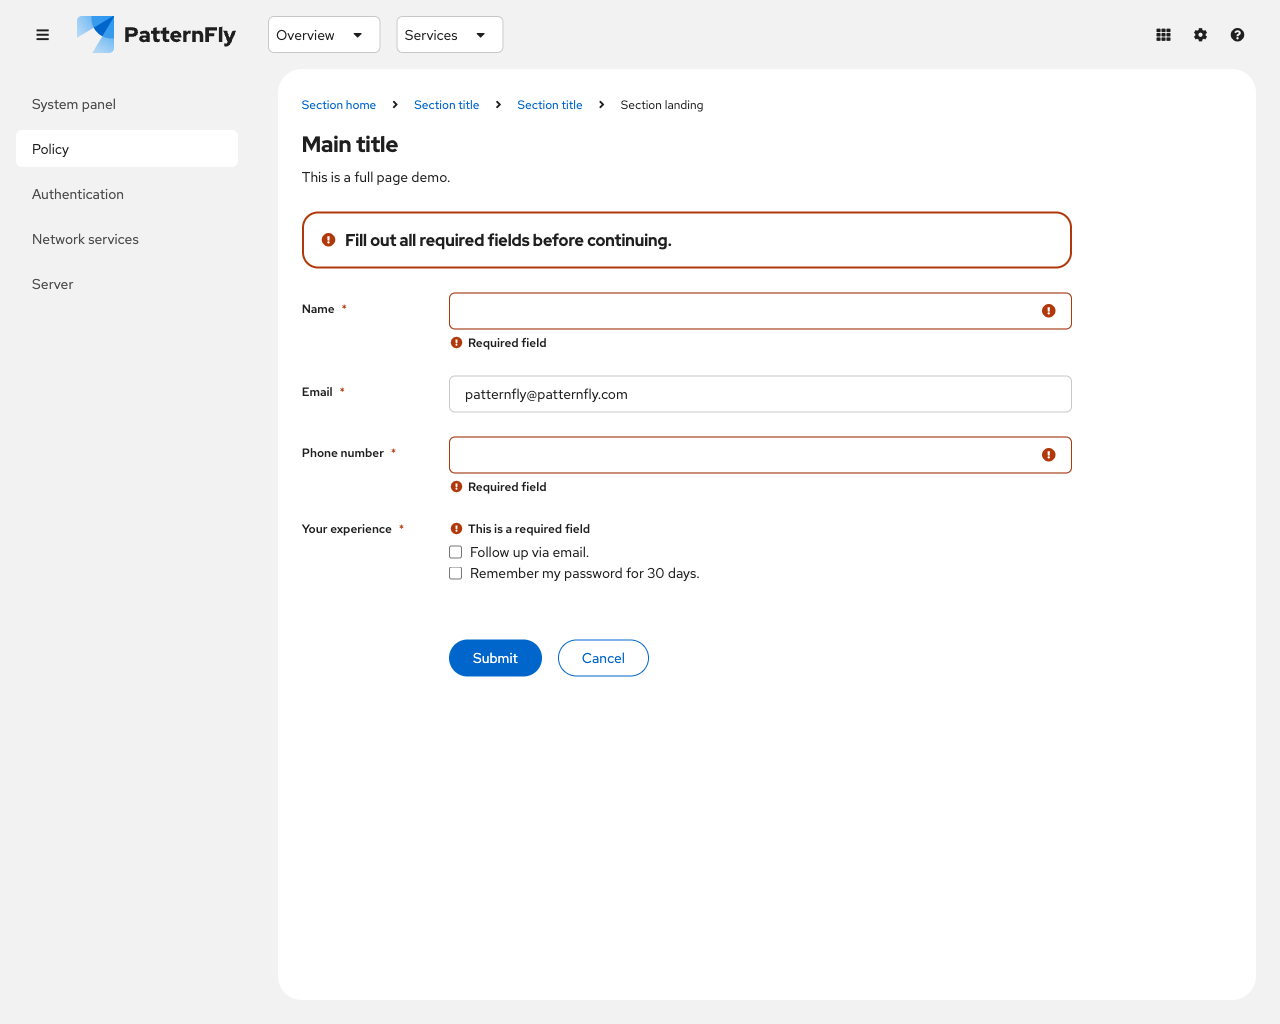 PatternFly
Overview
Services
System panel
Policy
Authentication
Network services
Server
Section home
Section title
Section title
Section landing
Main title
This is a full page demo.
Fill out all required fields before continuing.
Name *
Required field
Email *
patternfly@patternfly.com
Phone number *
Required field
Your experience *
This is a required field
Follow up via email.
Remember my password for 30 days.
Submit
Cancel